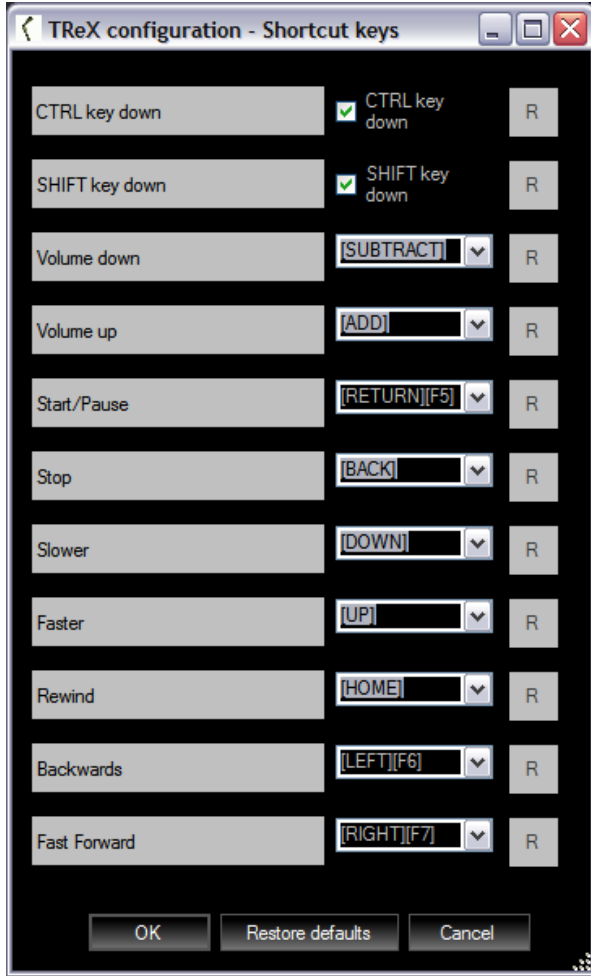 TReX configuration - Shortcut keys
CTRL key down
CTRL key
down
R
SHIFT key down
SHIFT key
down
R
Volume down
[SUBTRACT]
R
Volume up
[ADD]
R
Start/Pause
[RETURN][F5]
R
Stop
[BACK]
R
Slower
[DOWN]
R
Faster
[UP]
R
Rewind
[HOME]
R
Backwards
[LEFT][F6]
R
Fast Forward
[RIGHT][F7]
R
OK
Restore defaults
Cancel